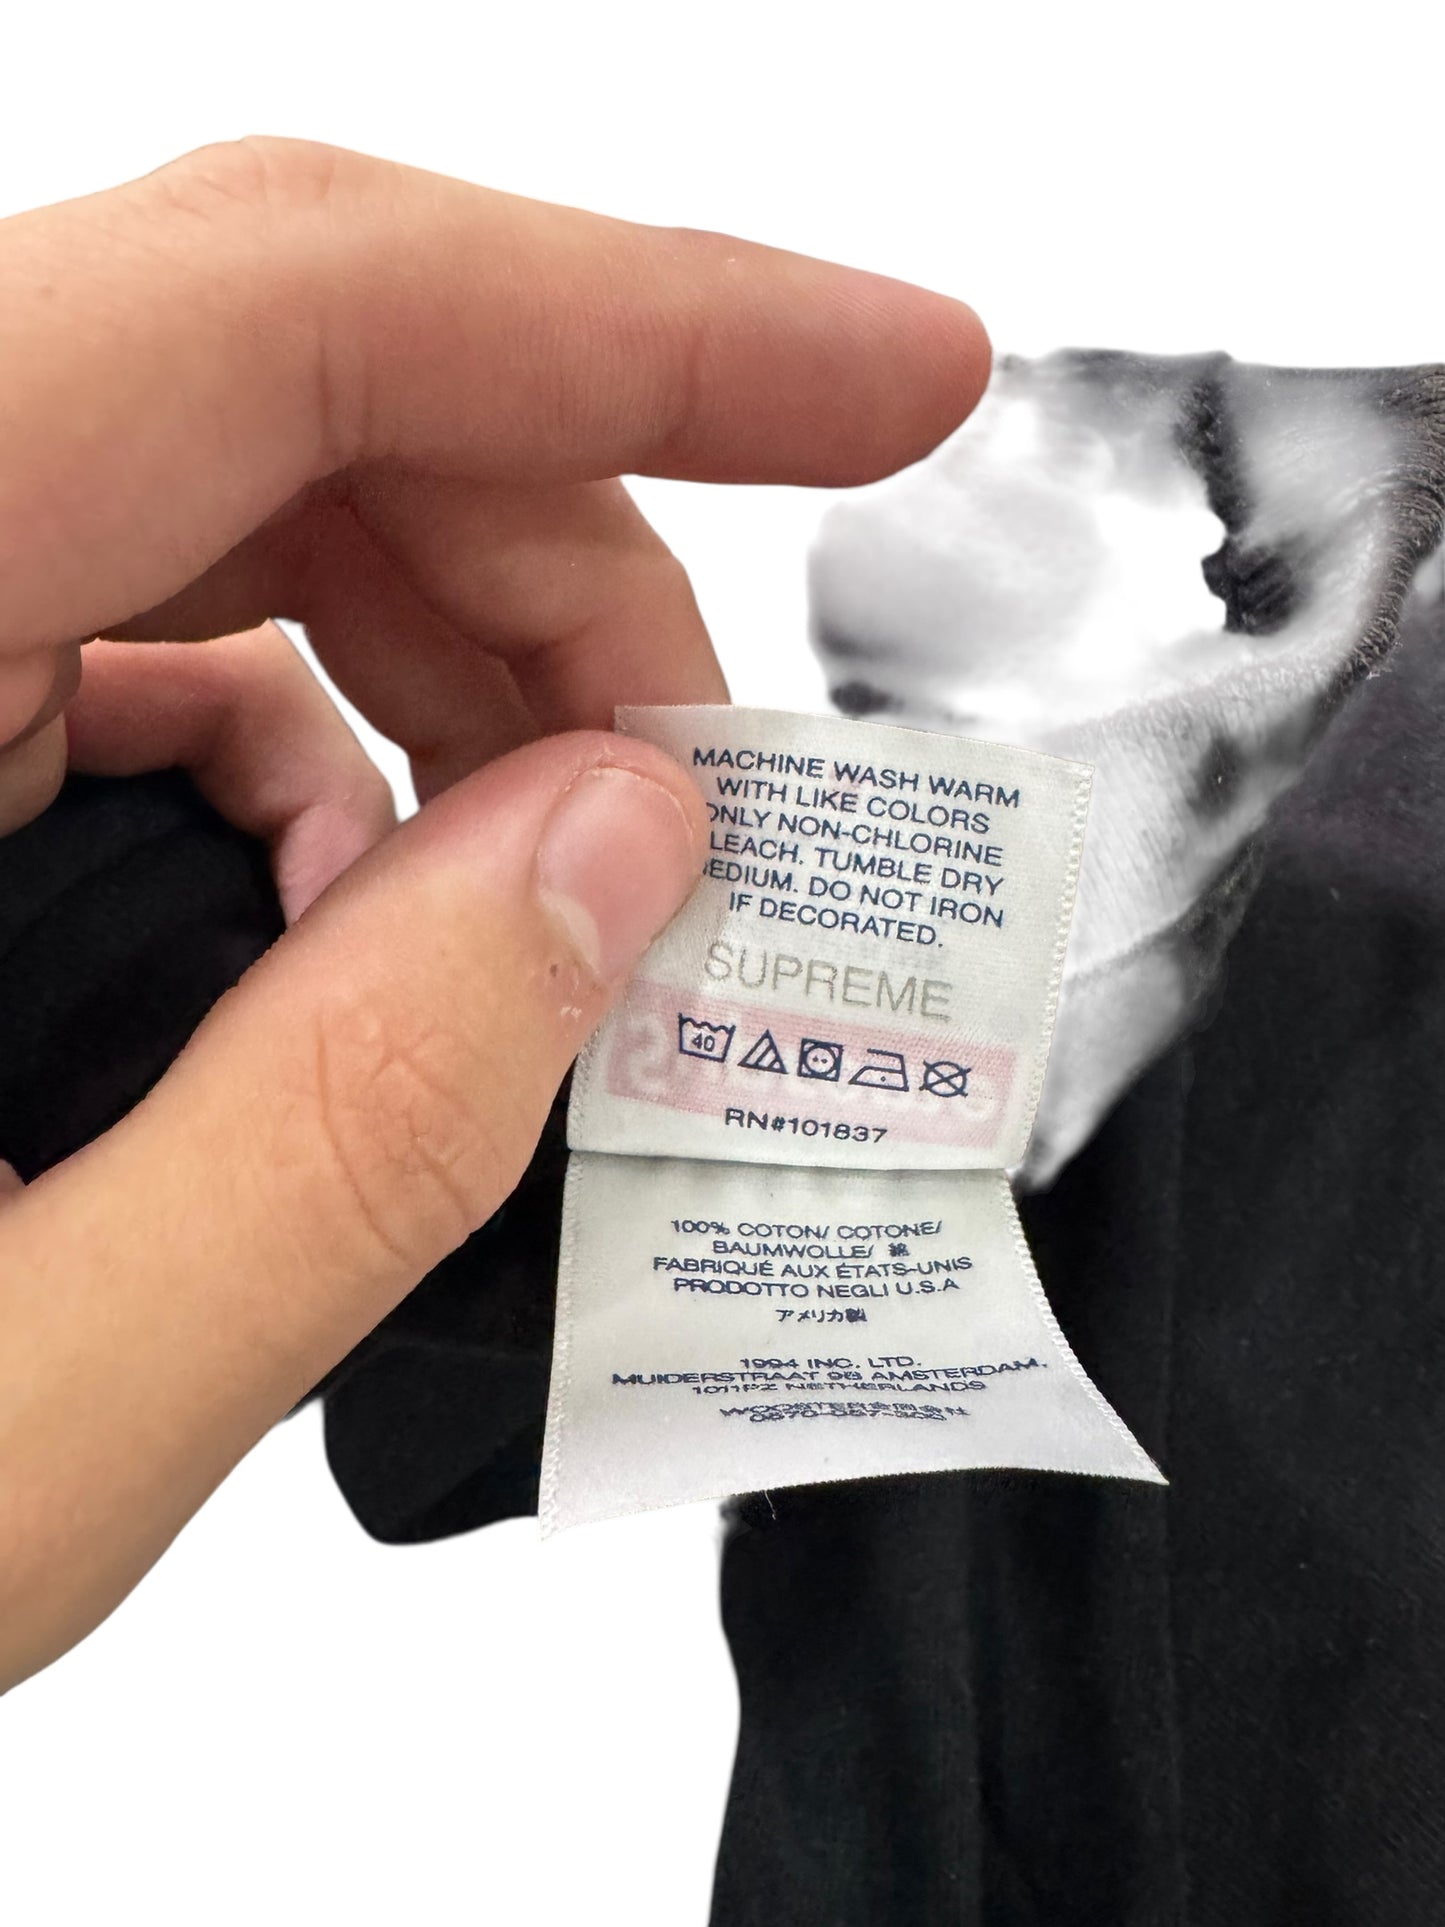 MACHINE WASH WARM
WITH LIKE COLORS
ONLY NON-CHLORINE
LEACH. TUMBLE DRY
EDIUM. DO NOT IRON
IF DECORATED.
SUPREME
40
RN#101837
100% COTON/ COTONE/
BAUMWOLLE/ 綿
FABRIQUÉ AUX ÉTATS-UNIS
PRODOTTO NEGLI U.S.A
アメリカ製
1994 INC. LTD.
MUIDERSTRAAT 9B AMSTERDAM,
1011PZ NETHERLANDS